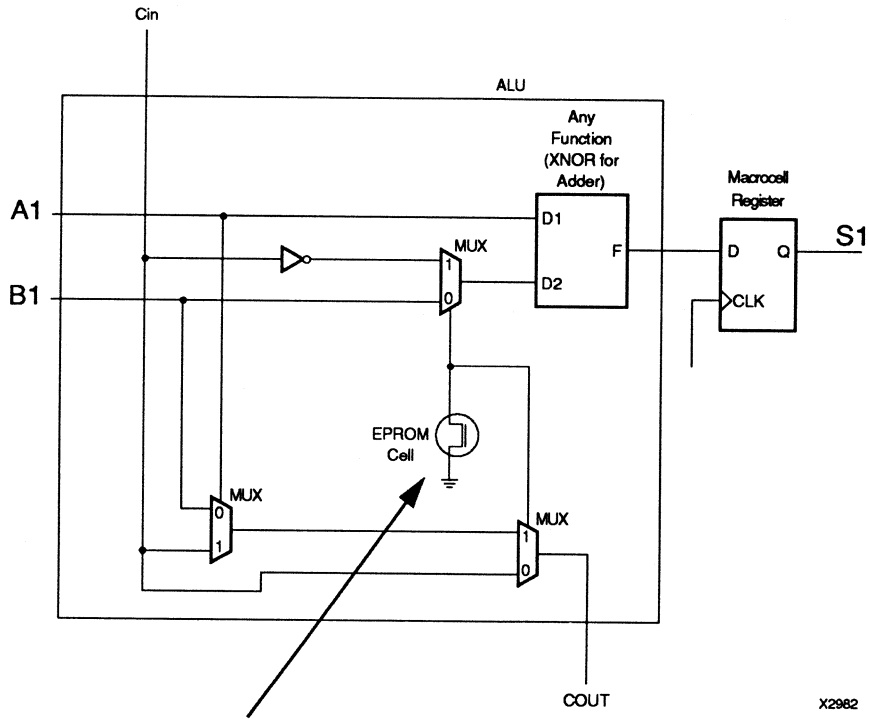 Cin
ALU
Any
Function
(XNOR for
Adder)
Macrocell
Register
A1
D1
MUX
1
F
D
Q
S1
D2
B1
0
CLK
EPROM
Cell
MUX
0
1
MUX
1
0
COUT
X2982